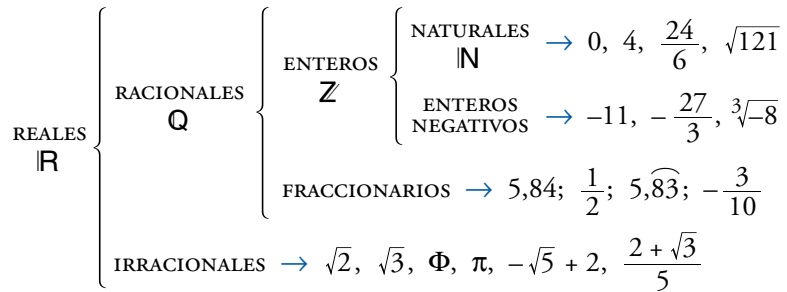 NATURALES → 0, 4, 24/6, √121
ℕ
ENTEROS
ℤ
ENTEROS
NEGATIVOS → –11, –27/3, ∛–8
RACIONALES
ℚ
REALES
ℝ
FRACCIONARIOS → 5,84; 1/2; 5,8͡3; –3/10
IRRACIONALES → √2, √3, Φ, π, –√5 + 2, (2 + √3)/5